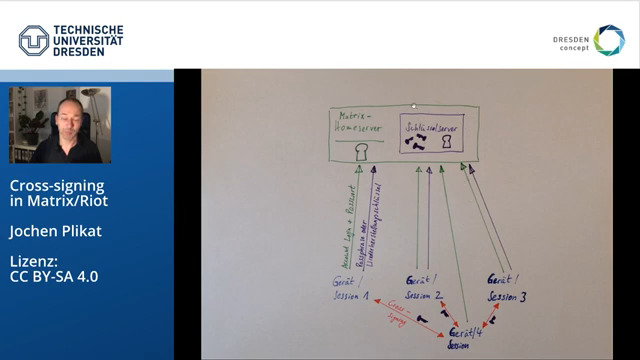 TECHNISCHE
UNIVERSITÄT
DRESDEN
DRESDEN
concept
Cross-signing
in Matrix/Riot
Jochen Plikat
Lizenz:
CC BY-SA 4.0
Matrix-
Homeserver
Schlüsselserver
Account Login + Passwort
Passphrase oder
Wiederherstellungsschlüssel
Gerät /
Session 1
Gerät /
Session 2
Gerät /
Session 3
Cross-
signing
Gerät/4
Session